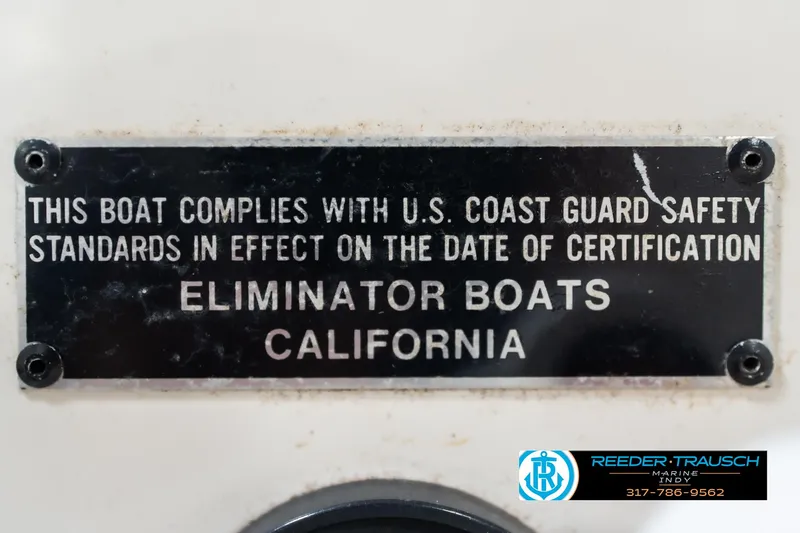 THIS BOAT COMPLIES WITH U.S. COAST GUARD SAFETY
STANDARDS IN EFFECT ON THE DATE OF CERTIFICATION
ELIMINATOR BOATS
CALIFORNIA
RT
REEDER·TRAUSCH
MARINE
INDY
317-786-9562